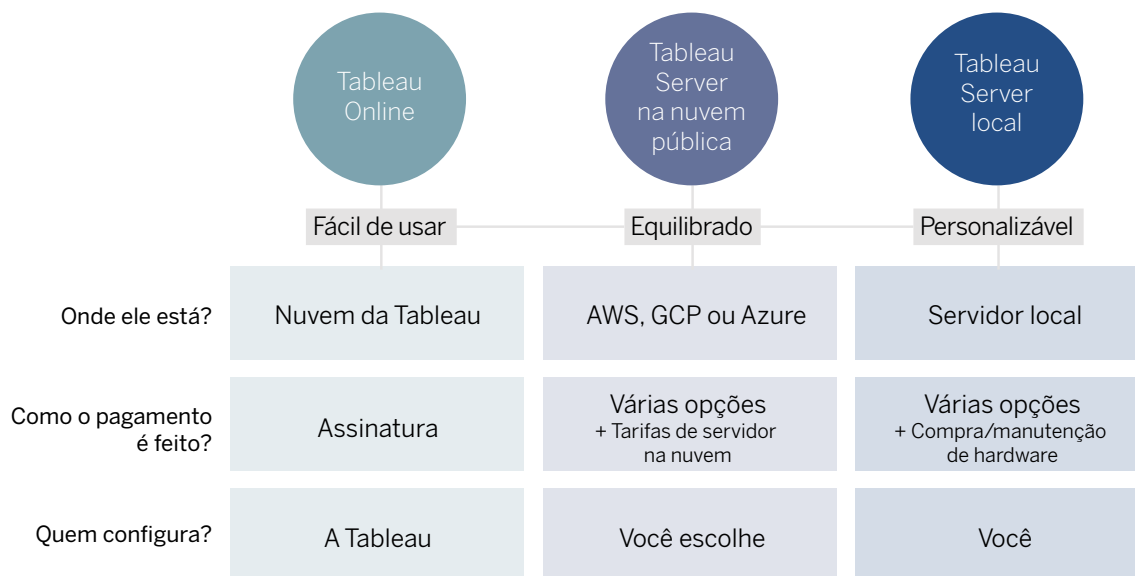 Tableau
Online
Tableau
Server
na nuvem
pública
Tableau
Server
local
Fácil de usar
Equilibrado
Personalizável
Onde ele está?
Nuvem da Tableau
AWS, GCP ou Azure
Servidor local
Como o pagamento
é feito?
Assinatura
Várias opções
+ Tarifas de servidor
na nuvem
Várias opções
+ Compra/manutenção
de hardware
Quem configura?
A Tableau
Você escolhe
Você